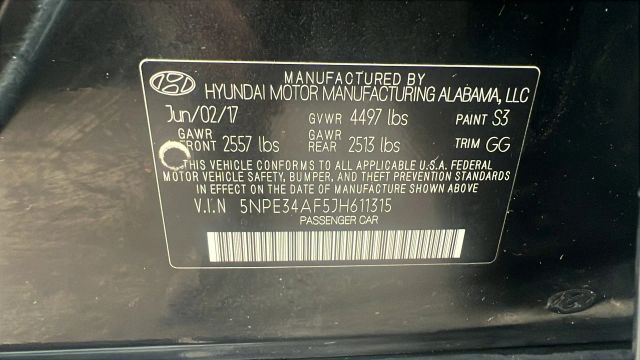 MANUFACTURED BY
HYUNDAI MOTOR MANUFACTURING ALABAMA, LLC
Jun/02/17 GVWR 4497 lbs PAINT S3
GAWR FRONT 2557 lbs GAWR REAR 2513 lbs TRIM GG
THIS VEHICLE CONFORMS TO ALL APPLICABLE U.S.A. FEDERAL
MOTOR VEHICLE SAFETY, BUMPER, AND THEFT PREVENTION STANDARDS
IN EFFECT ON THE DATE OF MANUFACTURE SHOWN ABOVE.
V.I.N 5NPE34AF5JH611315
PASSENGER CAR